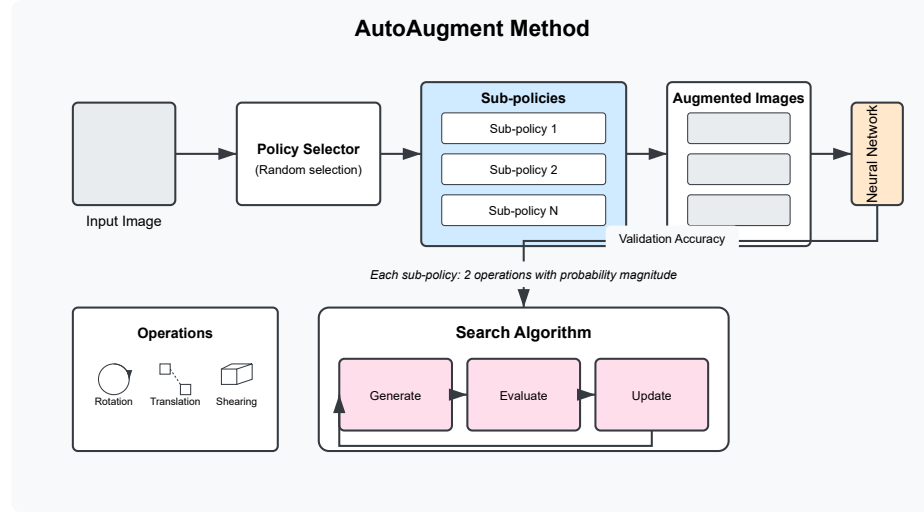 AutoAugment Method
Input Image
Policy Selector
(Random selection)
Sub-policies
Sub-policy 1
Sub-policy 2
Sub-policy N
Augmented Images
Neural Network
Validation Accuracy
Each sub-policy: 2 operations with probability magnitude
Operations
Rotation
Translation
Shearing
Search Algorithm
Generate
Evaluate
Update